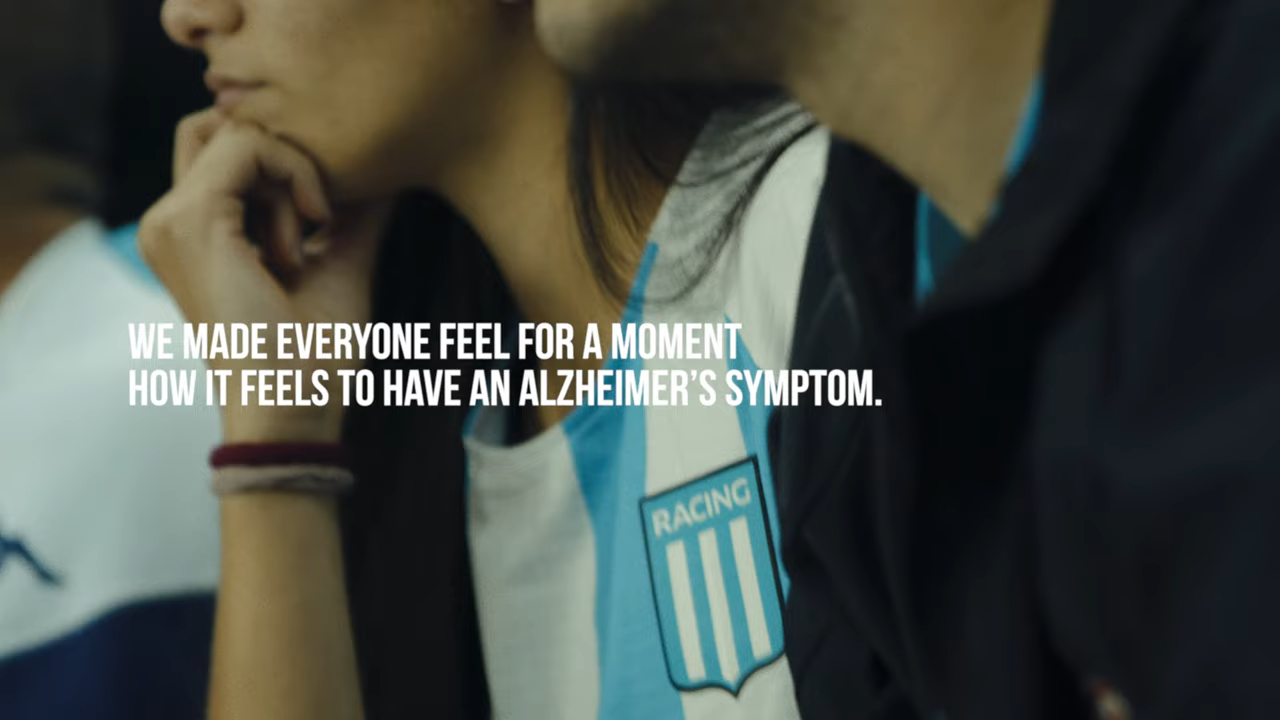 WE MADE EVERYONE FEEL FOR A MOMENT
HOW IT FEELS TO HAVE AN ALZHEIMER’S SYMPTOM.
RACING